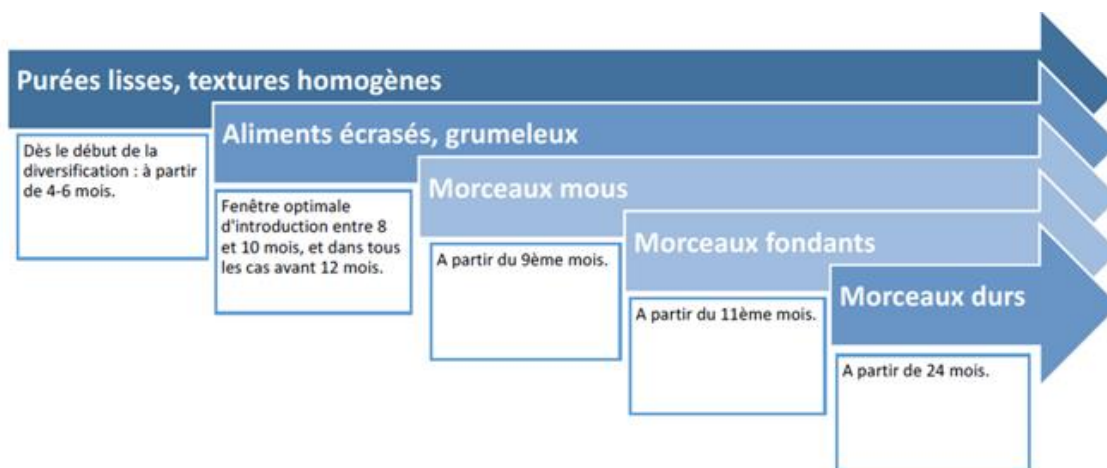 Purées lisses, textures homogènes
Dès le début de la
diversification : à partir
de 4-6 mois.
Aliments écrasés, grumeleux
Fenêtre optimale
d'introduction entre 8
et 10 mois, et dans tous
les cas avant 12 mois.
Morceaux mous
A partir du 9ème mois.
Morceaux fondants
A partir du 11ème mois.
Morceaux durs
A partir de 24 mois.